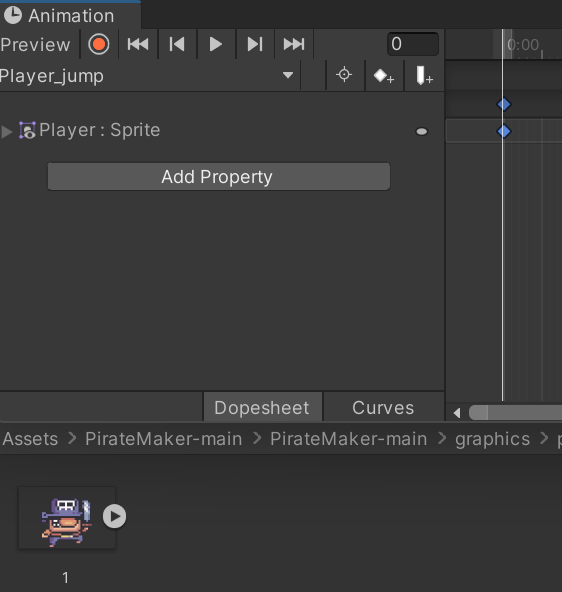 Animation
Preview 0 0:00
Player_jump
Player : Sprite
Add Property
Dopesheet Curves
Assets > PirateMaker-main > PirateMaker-main > graphics >
1